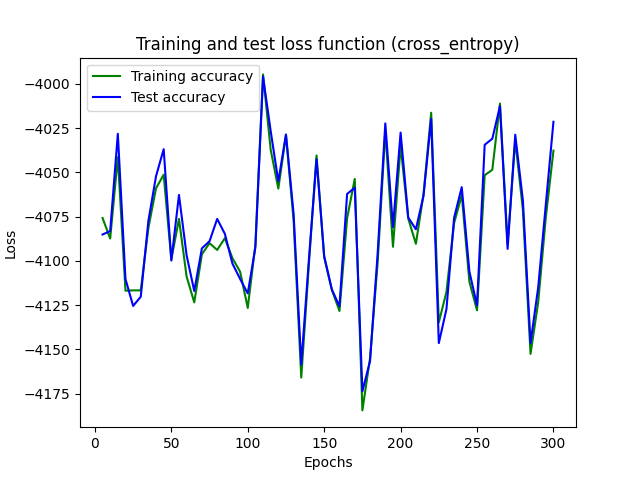 Training and test loss function (cross_entropy)
Training accuracy
Test accuracy
−4000
−4025
−4050
−4075
−4100
−4125
−4150
−4175
Loss
0 50 100 150 200 250 300
Epochs